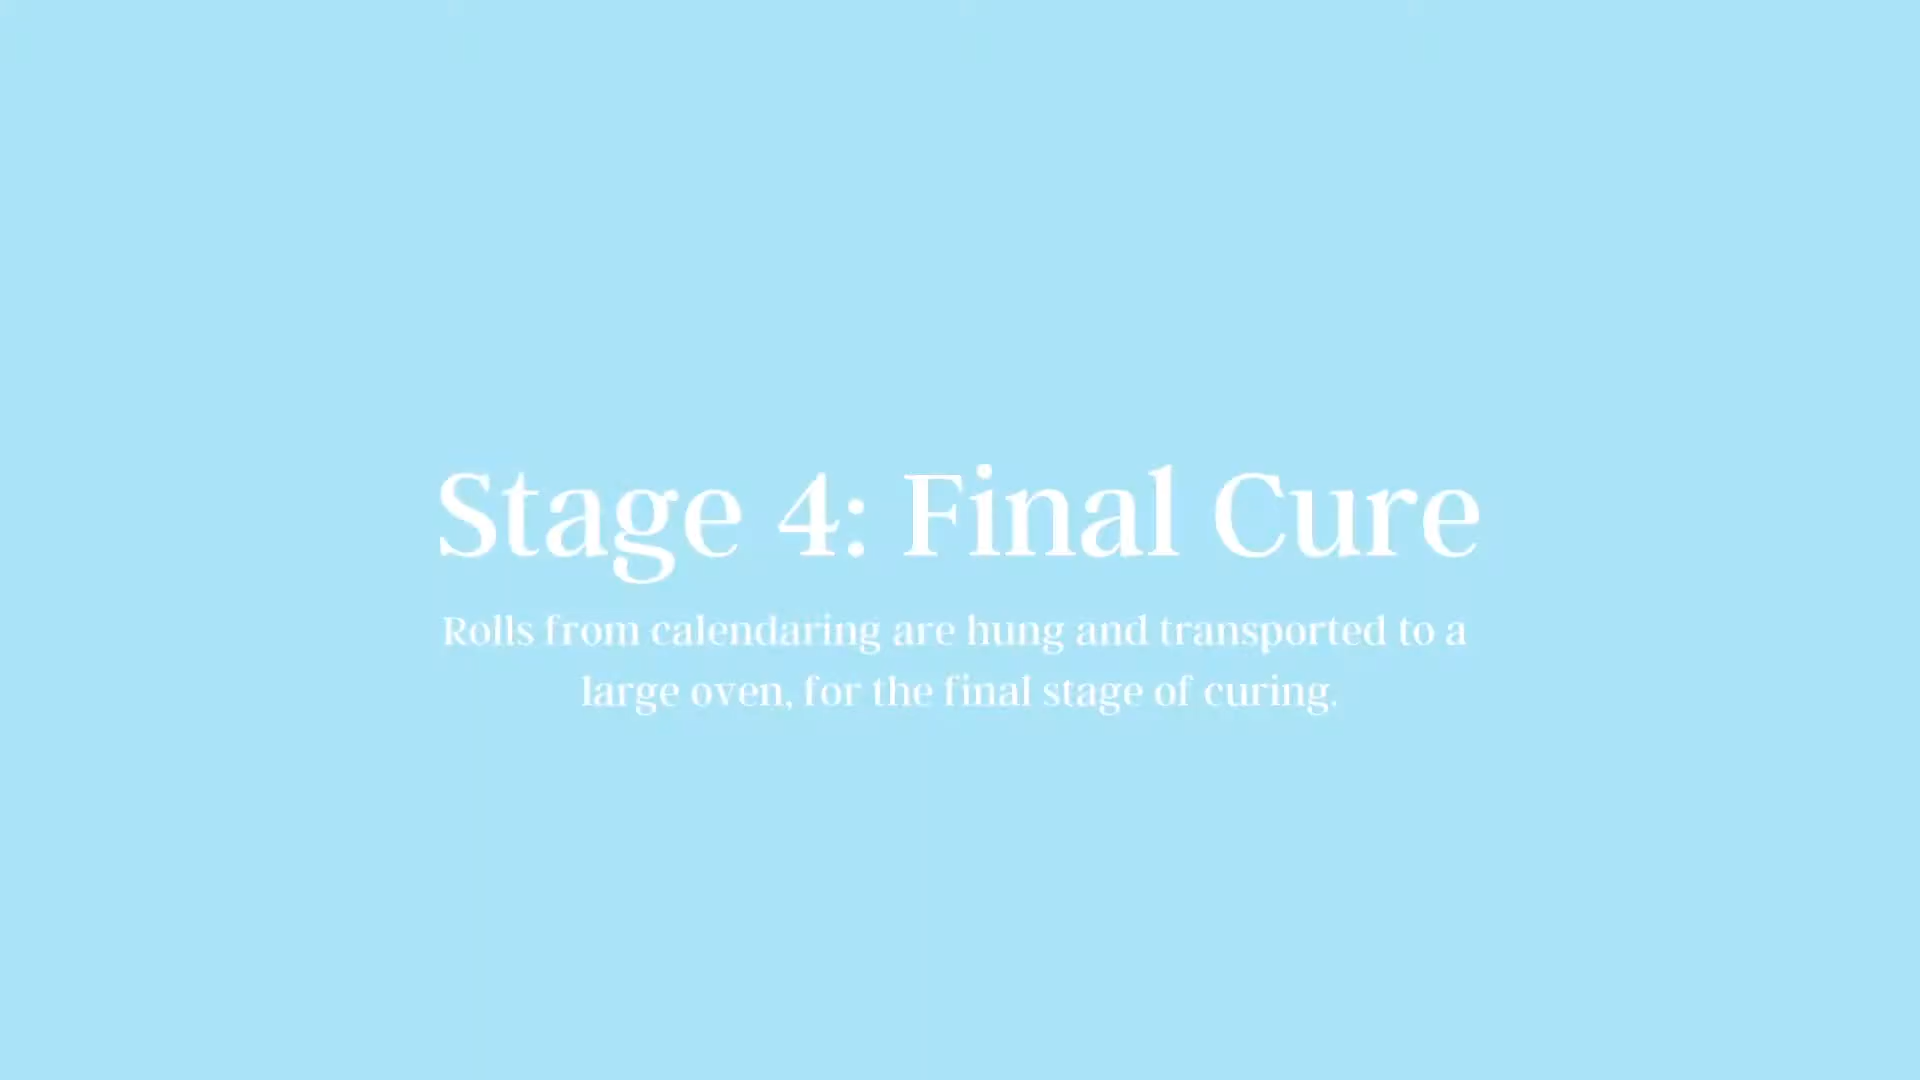 Stage 4: Final Cure
Rolls from calendaring are hung and transported to a
large oven, for the final stage of curing.